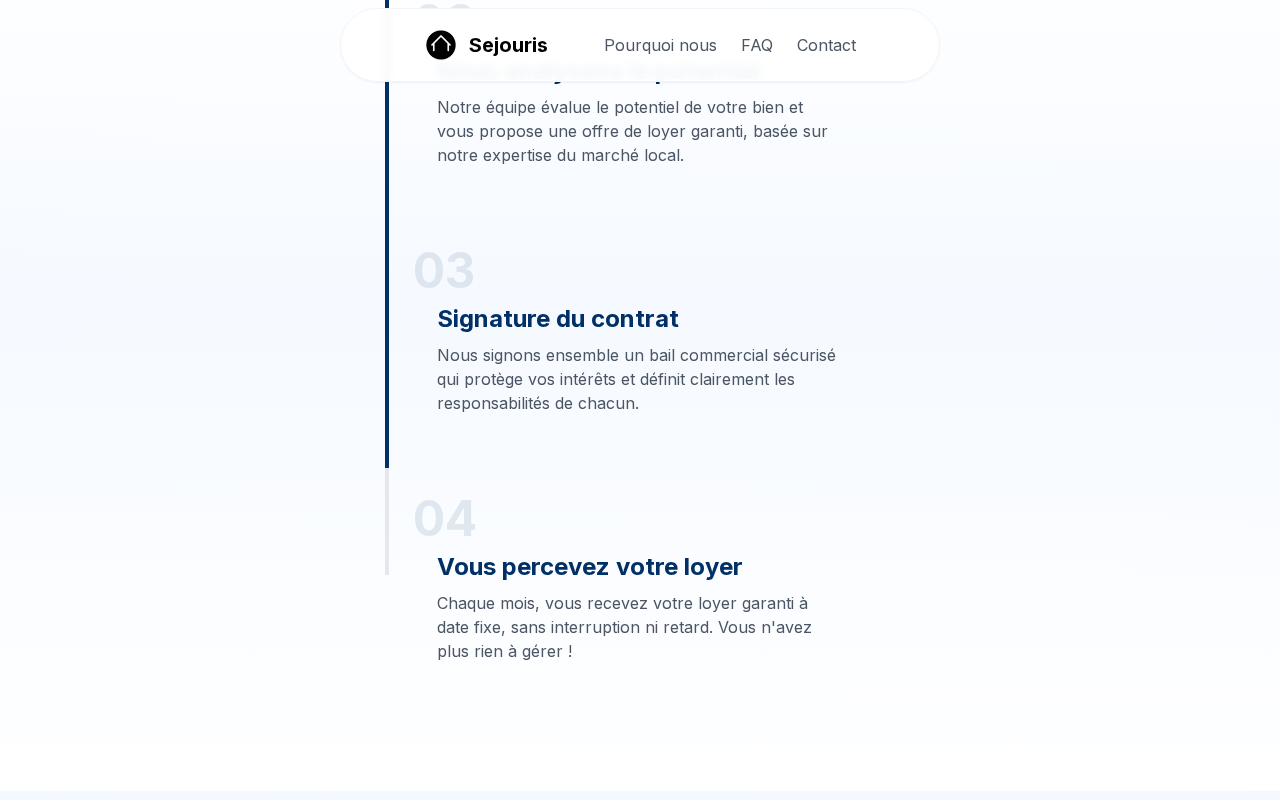 Sejouris
Pourquoi nous
FAQ
Contact
Notre équipe évalue le potentiel de votre bien et
vous propose une offre de loyer garanti, basée sur
notre expertise du marché local.
03
Signature du contrat
Nous signons ensemble un bail commercial sécurisé
qui protège vos intérêts et définit clairement les
responsabilités de chacun.
04
Vous percevez votre loyer
Chaque mois, vous recevez votre loyer garanti à
date fixe, sans interruption ni retard. Vous n'avez
plus rien à gérer !